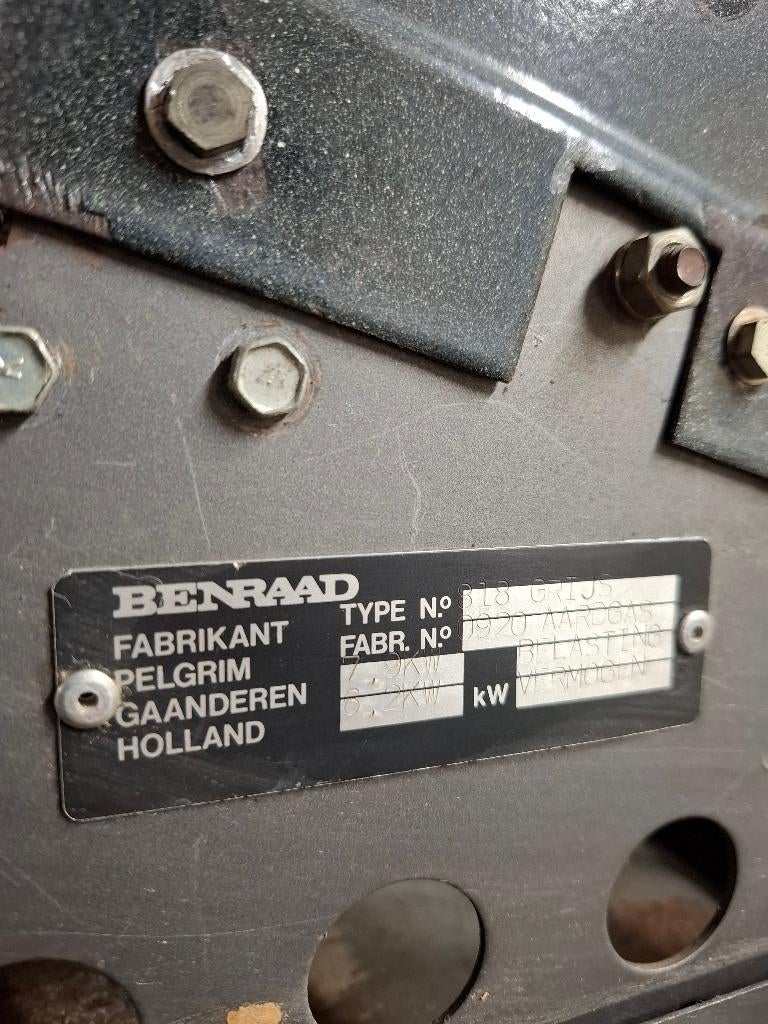 BENRAAD
TYPE N.º 818 GRIJS
FABRIKANT FABR. N.º 0920 AARDGAS
PELGRIM 7,9KW BELASTING
GAANDEREN 6,2KW kW VERMOGEN
HOLLAND